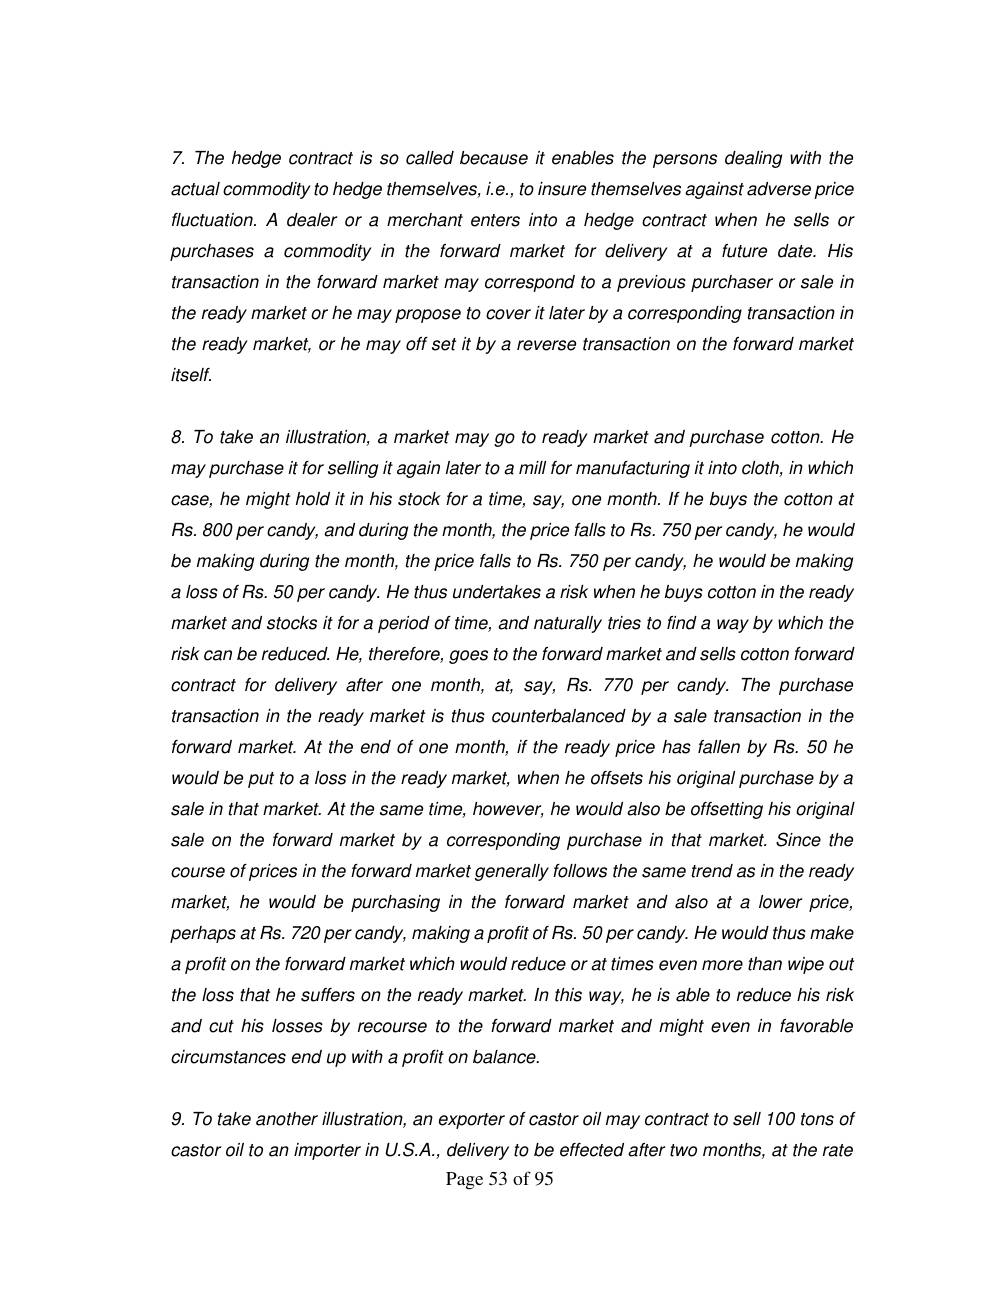 7. The hedge contract is so called because it enables the persons dealing with the
actual commodity to hedge themselves, i.e., to insure themselves against adverse price
fluctuation. A dealer or a merchant enters into a hedge contract when he sells or
purchases a commodity in the forward market for delivery at a future date. His
transaction in the forward market may correspond to a previous purchaser or sale in
the ready market or he may propose to cover it later by a corresponding transaction in
the ready market, or he may off set it by a reverse transaction on the forward market
itself.
8. To take an illustration, a market may go to ready market and purchase cotton. He
may purchase it for selling it again later to a mill for manufacturing it into cloth, in which
case, he might hold it in his stock for a time, say, one month. If he buys the cotton at
Rs. 800 per candy, and during the month, the price falls to Rs. 750 per candy, he would
be making during the month, the price falls to Rs. 750 per candy, he would be making
a loss of Rs. 50 per candy. He thus undertakes a risk when he buys cotton in the ready
market and stocks it for a period of time, and naturally tries to find a way by which the
risk can be reduced. He, therefore, goes to the forward market and sells cotton forward
contract for delivery after one month, at, say, Rs. 770 per candy. The purchase
transaction in the ready market is thus counterbalanced by a sale transaction in the
forward market. At the end of one month, if the ready price has fallen by Rs. 50 he
would be put to a loss in the ready market, when he offsets his original purchase by a
sale in that market. At the same time, however, he would also be offsetting his original
sale on the forward market by a corresponding purchase in that market. Since the
course of prices in the forward market generally follows the same trend as in the ready
market, he would be purchasing in the forward market and also at a lower price,
perhaps at Rs. 720 per candy, making a profit of Rs. 50 per candy. He would thus make
a profit on the forward market which would reduce or at times even more than wipe out
the loss that he suffers on the ready market. In this way, he is able to reduce his risk
and cut his losses by recourse to the forward market and might even in favorable
circumstances end up with a profit on balance.
9. To take another illustration, an exporter of castor oil may contract to sell 100 tons of
castor oil to an importer in U.S.A., delivery to be effected after two months, at the rate
Page 53 of 95